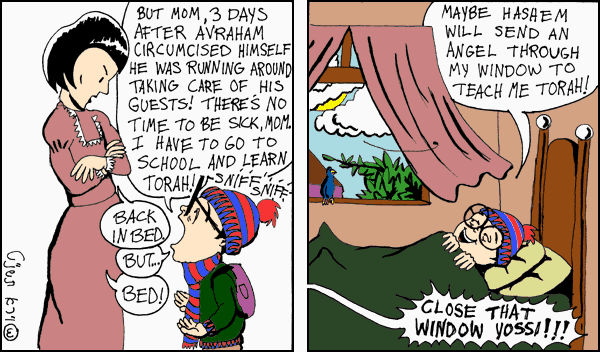 BUT MOM, 3 DAYS
AFTER AVRAHAM
CIRCUMCISED HIMSELF
HE WAS RUNNING AROUND
TAKING CARE OF HIS
GUESTS! THERE'S NO
TIME TO BE SICK, MOM.
I HAVE TO GO TO
SCHOOL AND LEARN
TORAH!
SNIFF SNIFF
BACK
IN BED.
BUT...
BED!
MAYBE HASHEM
WILL SEND AN
ANGEL THROUGH
MY WINDOW TO
TEACH ME TORAH!
CLOSE THAT
WINDOW YOSSI!!!